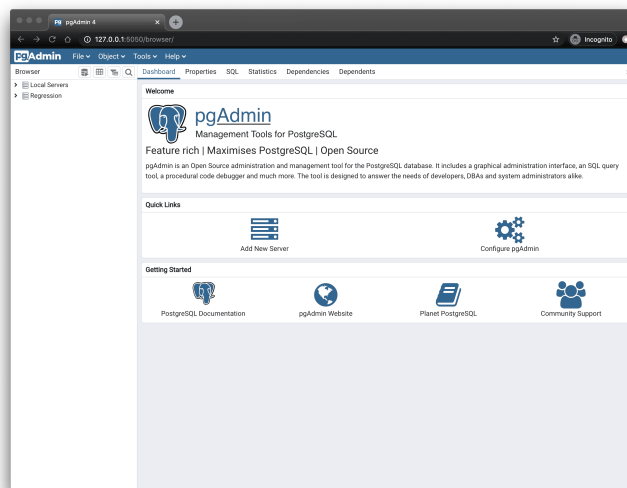 pgAdmin 4
127.0.0.1:5050/browser/
Incognito
pgAdmin File Object Tools Help
Browser
Dashboard Properties SQL Statistics Dependencies Dependents
Local Servers
Regression
Welcome
pgAdmin
Management Tools for PostgreSQL
Feature rich | Maximises PostgreSQL | Open Source
pgAdmin is an Open Source administration and management tool for the PostgreSQL database. It includes a graphical administration interface, an SQL query
tool, a procedural code debugger and much more. The tool is designed to answer the needs of developers, DBAs and system administrators alike.
Quick Links
Add New Server
Configure pgAdmin
Getting Started
PostgreSQL Documentation
pgAdmin Website
Planet PostgreSQL
Community Support